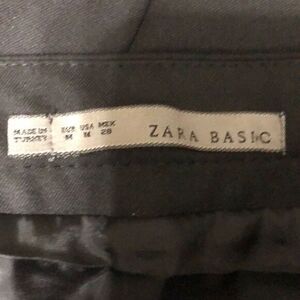 MADE IN EUR USA MEX
TURKEY M M 28
ZARA BASIC